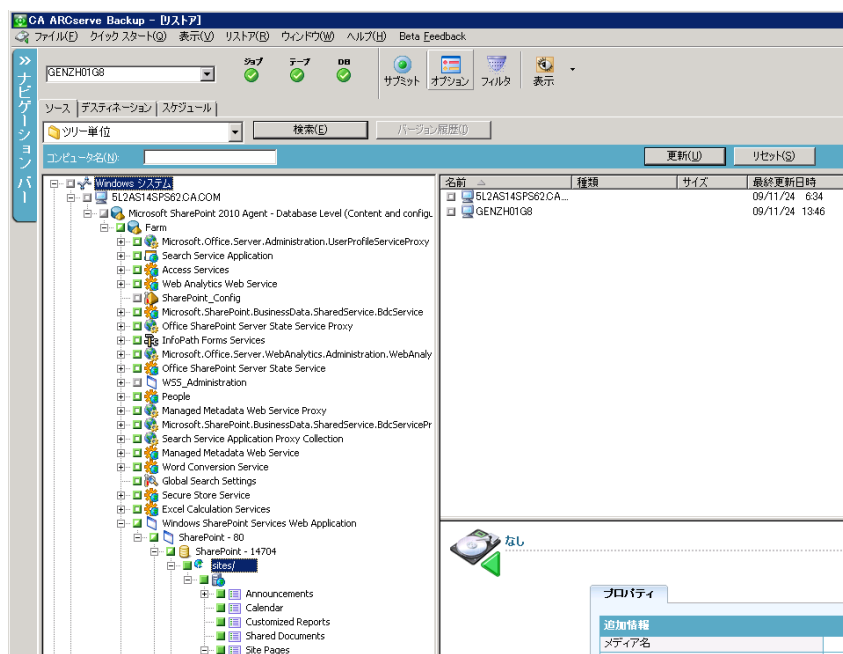 CA ARCserve Backup - [リストア]
ファイル(F) クイック スタート(Q) 表示(V) リストア(R) ウィンドウ(W) ヘルプ(H) Beta Feedback
ジョブ テープ DB
GENZH01G8
サブミット オプション フィルタ 表示
ナビゲーション バー
ソース デスティネーション スケジュール
ツリー単位 検索(E) バージョン履歴(I)
コンピュータ名(N): 更新(U) リセット(S)
名前 種類 サイズ 最終更新日時
5L2AS14SPS62.CA... 09/11/24 6:34
GENZH01G8 09/11/24 13:46
Windows システム
5L2AS14SPS62.CA.COM
Microsoft SharePoint 2010 Agent - Database Level (Content and configu
Farm
Microsoft.Office.Server.Administration.UserProfileServiceProxy
Search Service Application
Access Services
Web Analytics Web Service
SharePoint_Config
Microsoft.SharePoint.BusinessData.SharedService.BdcService
Office SharePoint Server State Service Proxy
InfoPath Forms Services
Microsoft.Office.Server.WebAnalytics.Administration.WebAnaly
Office SharePoint Server State Service
WSS_Administration
People
Managed Metadata Web Service Proxy
Microsoft.SharePoint.BusinessData.SharedService.BdcServicePr
Search Service Application Proxy Collection
Managed Metadata Web Service
Word Conversion Service
Global Search Settings
Secure Store Service
Excel Calculation Services
Windows SharePoint Services Web Application
SharePoint - 80
SharePoint - 14704
sites/
Announcements
Calendar
Customized Reports
Shared Documents
Site Pages
なし
プロパティ
追加情報
メディア名